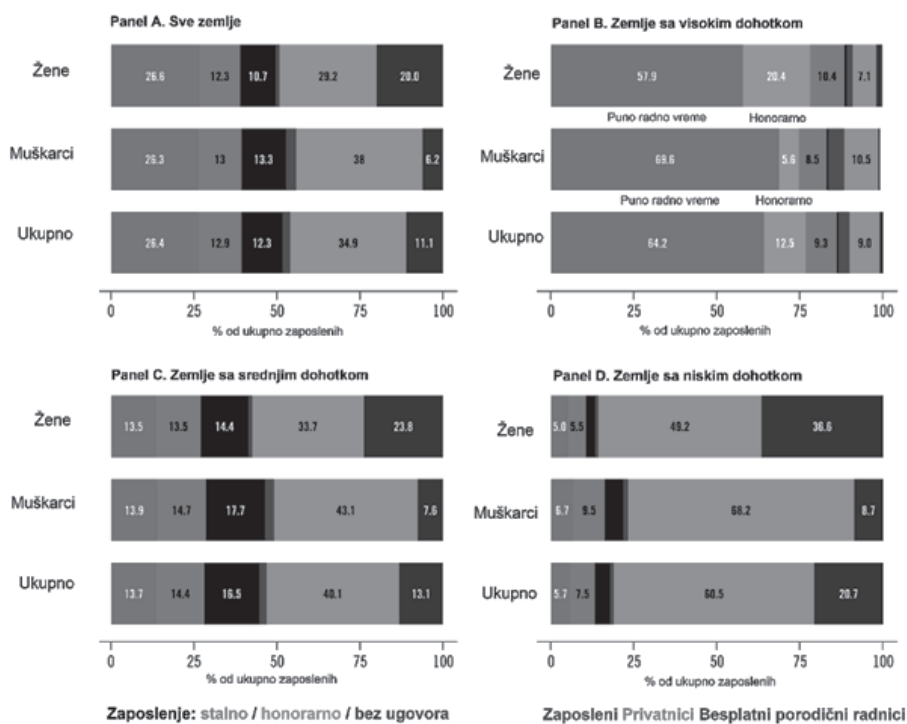 Panel A. Sve zemlje
Žene
26.6 12.3 10.7 29.2 20.0
Muškarci
26.3 13 13.3 38 6.2
Ukupno
26.4 12.9 12.3 34.9 11.1
0 25 50 75 100
% od ukupno zaposlenih
Panel B. Zemlje sa visokim dohotkom
Žene
57.9 20.4 10.4 7.1
Puno radno vreme Honorarno
Muškarci
69.6 5.6 8.5 10.5
Puno radno vreme Honorarno
Ukupno
64.2 12.5 9.3 9.0
0 25 50 75 100
% od ukupno zaposlenih
Panel C. Zemlje sa srednjim dohotkom
Žene
13.5 13.5 14.4 33.7 23.8
Muškarci
13.9 14.7 17.7 43.1 7.6
Ukupno
13.7 14.4 16.5 40.1 13.1
0 25 50 75 100
% od ukupno zaposlenih
Panel D. Zemlje sa niskim dohotkom
Žene
5.0 5.5 49.2 36.6
Muškarci
6.7 9.5 68.2 8.7
Ukupno
5.7 7.5 60.5 20.7
0 25 50 75 100
% od ukupno zaposlenih
Zaposlenje: stalno / honorarno / bez ugovora
Zaposleni Privatnici Besplatni porodični radnici